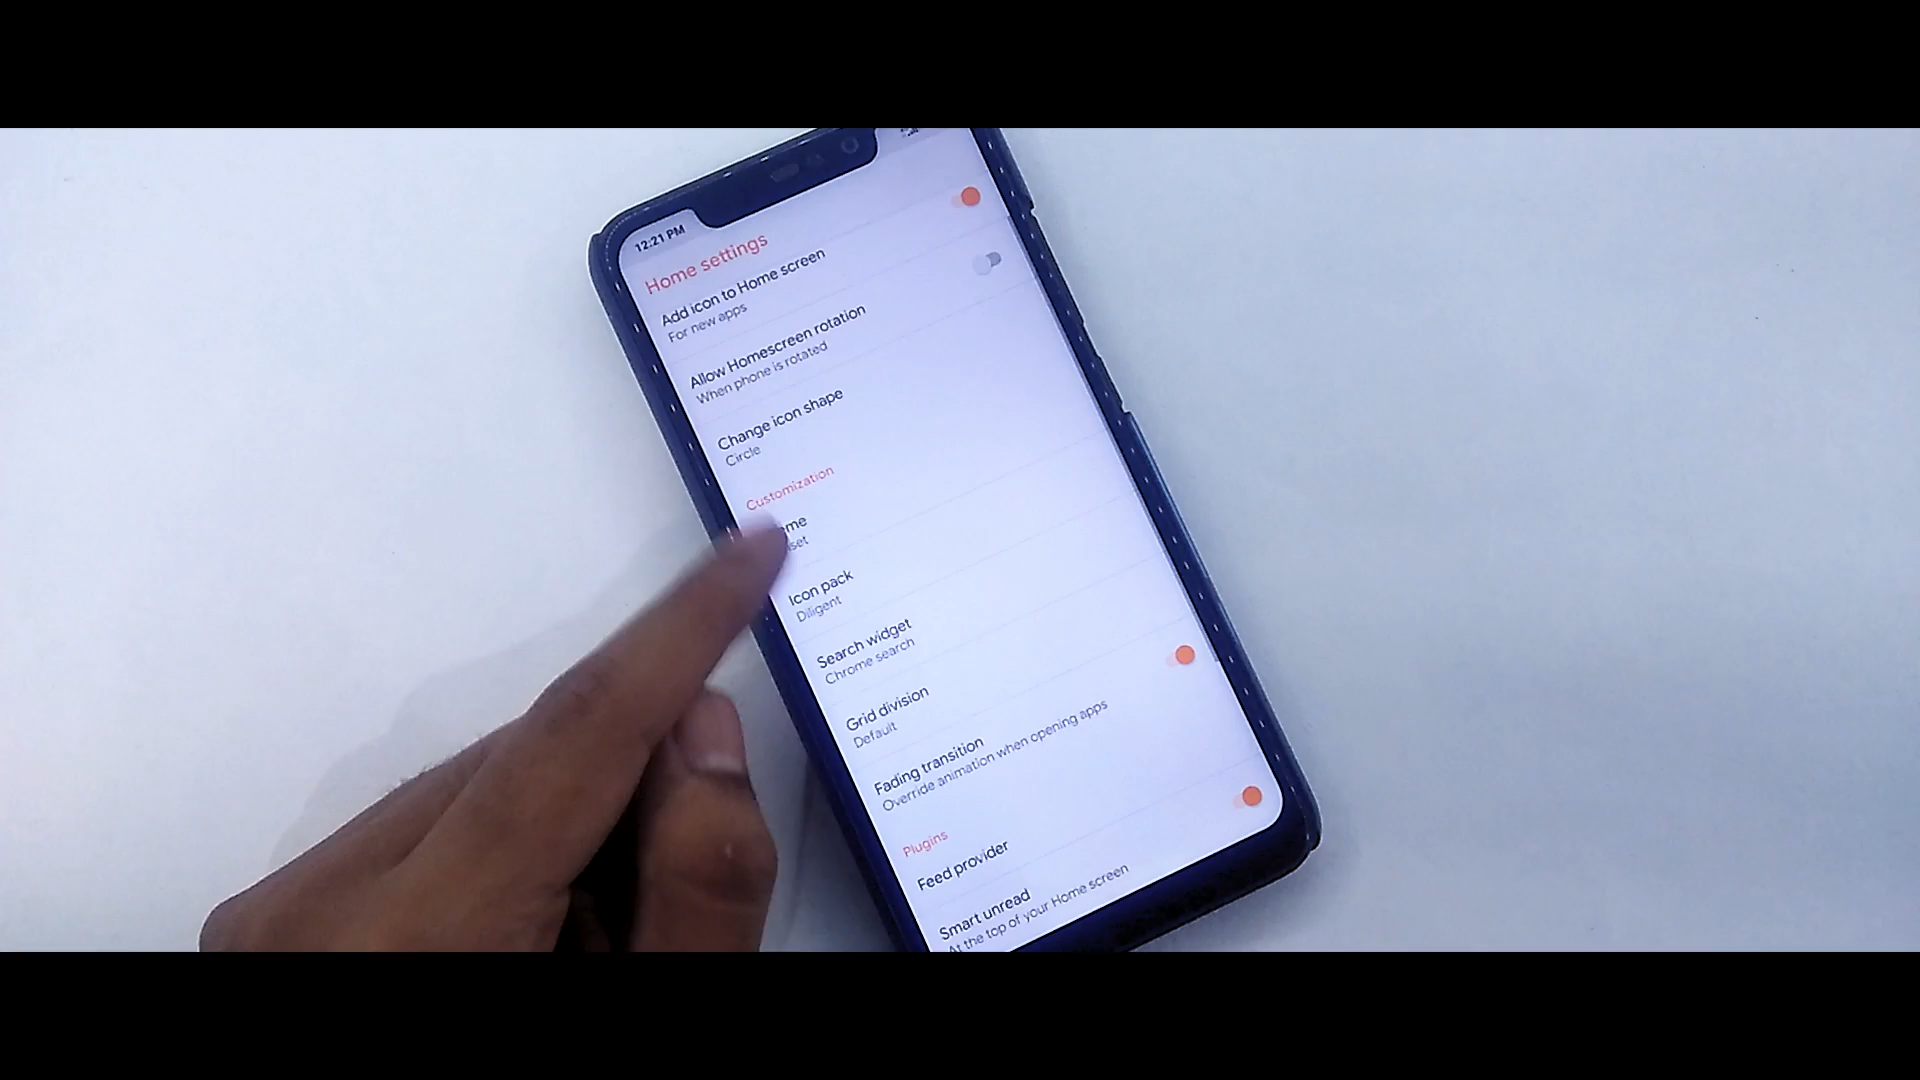 12:21 PM
Home settings
Add icon to Home screen
For new apps
Allow Homescreen rotation
When phone is rotated
Change icon shape
Circle
Customization
Icon pack
Diligent
Search widget
Chrome search
Grid division
Default
Fading transition
Override animation when opening apps
Plugins
Feed provider
Smart unread
At the top of your Home screen